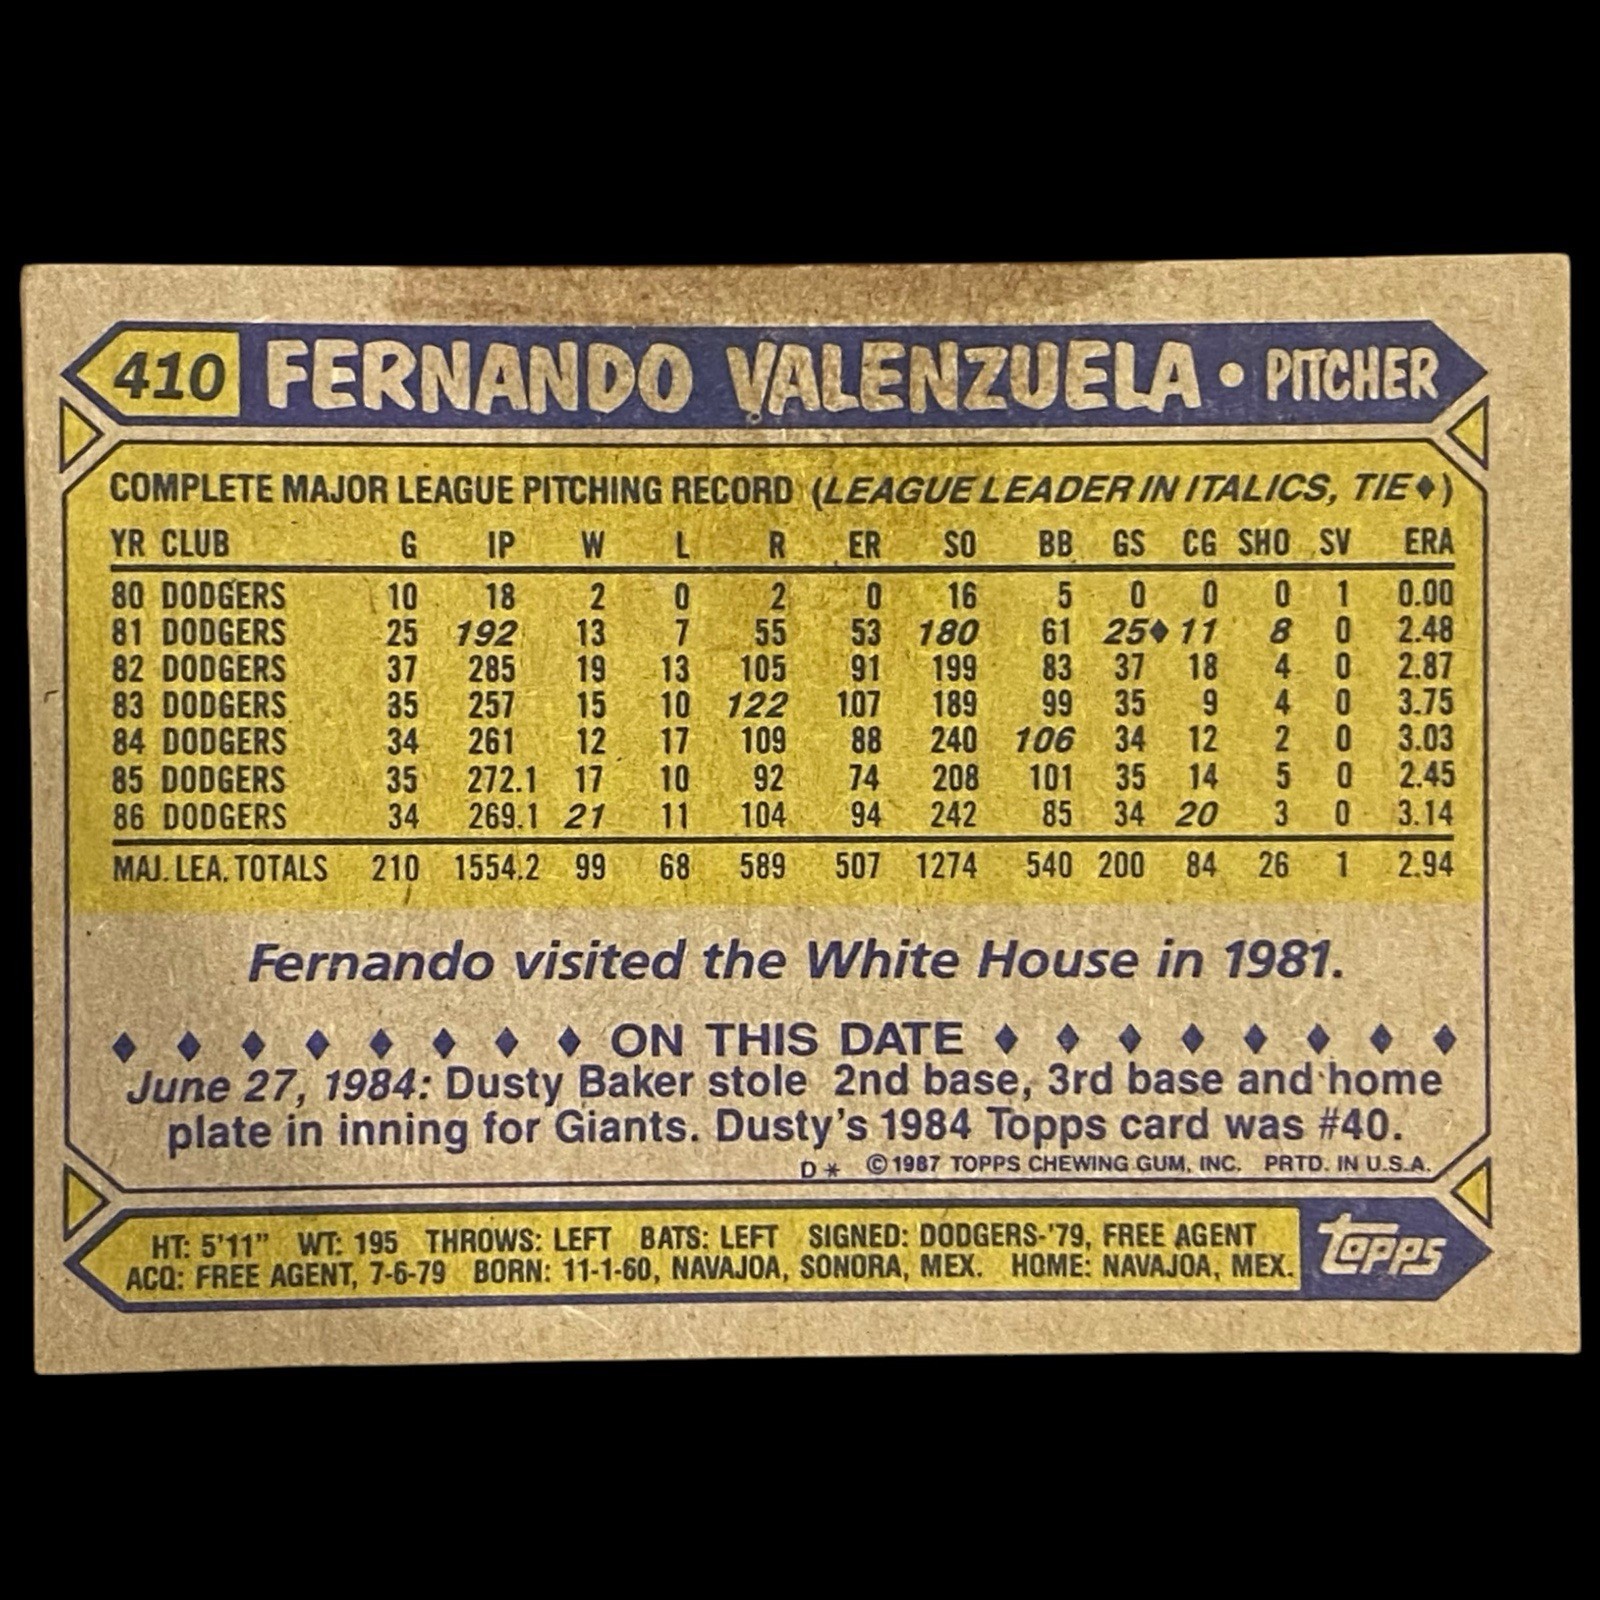 410 FERNANDO VALENZUELA • PITCHER
COMPLETE MAJOR LEAGUE PITCHING RECORD (LEAGUE LEADER IN ITALICS, TIE♦)
YR CLUB G IP W L R ER SO BB GS CG SHO SV ERA
80 DODGERS 10 18 2 0 2 0 16 5 0 0 0 1 0.00
81 DODGERS 25 192 13 7 55 53 180 61 25♦ 11 8 0 2.48
82 DODGERS 37 285 19 13 105 91 199 83 37 18 4 0 2.87
83 DODGERS 35 257 15 10 122 107 189 99 35 9 4 0 3.75
84 DODGERS 34 261 12 17 109 88 240 106 34 12 2 0 3.03
85 DODGERS 35 272.1 17 10 92 74 208 101 35 14 5 0 2.45
86 DODGERS 34 269.1 21 11 104 94 242 85 34 20 3 0 3.14
MAJ. LEA. TOTALS 210 1554.2 99 68 589 507 1274 540 200 84 26 1 2.94
Fernando visited the White House in 1981.
♦ ♦ ♦ ♦ ♦ ♦ ♦ ♦ ON THIS DATE ♦ ♦ ♦ ♦ ♦ ♦ ♦ ♦
June 27, 1984: Dusty Baker stole 2nd base, 3rd base and home
plate in inning for Giants. Dusty's 1984 Topps card was #40.
D* ©1987 TOPPS CHEWING GUM, INC. PRTD. IN U.S.A.
HT: 5'11" WT: 195 THROWS: LEFT BATS: LEFT SIGNED: DODGERS-'79, FREE AGENT
ACQ: FREE AGENT, 7-6-79 BORN: 11-1-60, NAVAJOA, SONORA, MEX. HOME: NAVAJOA, MEX.
topps